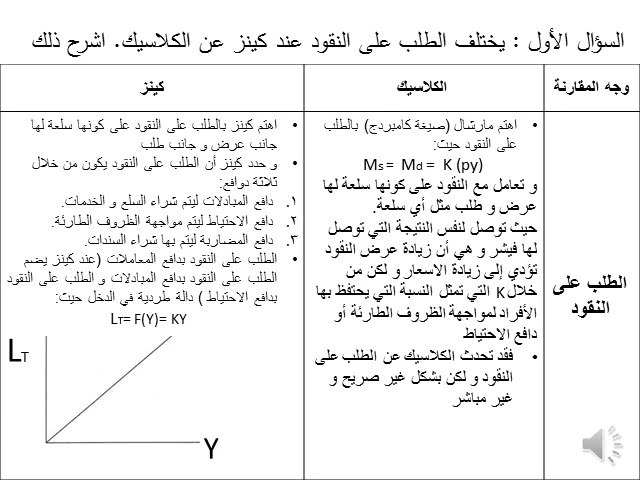 السؤال الأول : يختلف الطلب على النقود عند كينز عن الكلاسيك. اشرح ذلك
وجه المقارنة
الكلاسيك
كينز
الطلب على
النقود
• اهتم مارشال (صيغة كامبردج) بالطلب
على النقود حيث:
Ms = Md = K (py)
و تعامل مع النقود على كونها سلعة لها
عرض و طلب مثل أي سلعة.
حيث توصل لنفس النتيجة التي توصل
لها فيشر و هي أن زيادة عرض النقود
تؤدي إلى زيادة الاسعار و لكن من
خلال K التي تمثل النسبة التي يحتفظ بها
الأفراد لمواجهة الظروف الطارئة أو
دافع الاحتياط
• فقد تحدث الكلاسيك عن الطلب على
النقود و لكن بشكل غير صريح و
غير مباشر
• اهتم كينز بالطلب على النقود على كونها سلعة لها
جانب عرض و جانب طلب
• و حدد كينز أن الطلب على النقود يكون من خلال
ثلاثة دوافع:
١. دافع المبادلات ليتم شراء السلع و الخدمات.
٢. دافع الاحتياط ليتم مواجهة الظروف الطارئة.
٣. دافع المضاربة ليتم بها شراء السندات.
• الطلب على النقود بدافع المعاملات (عند كينز يضم
الطلب على النقود بدافع المبادلات و الطلب على النقود
بدافع الاحتياط ) دالة طردية في الدخل حيث:
LT= F(Y)= KY
LT
Y